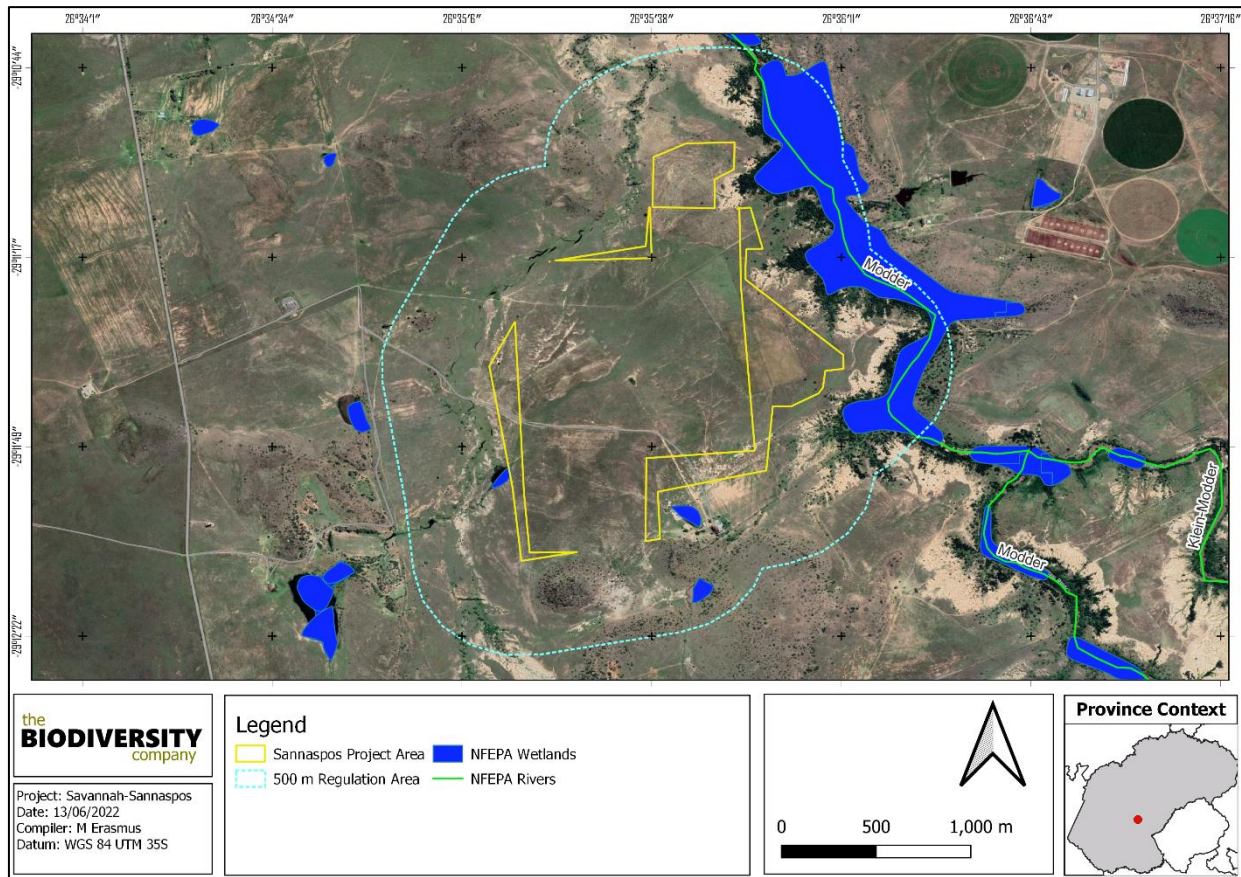 26°34'1" 26°34'34" 26°35'6" 26°35'38" 26°36'11" 26°36'43" 26°37'16"
-29°10'44"
-29°11'17"
-29°11'49"
-29°12'22"
Modder
Modder
Klein-Modder
the
BIODIVERSITY
company
Project: Savannah-Sannaspos
Date: 13/06/2022
Compiler: M Erasmus
Datum: WGS 84 UTM 35S
Legend
Sannaspos Project Area NFEPA Wetlands
500 m Regulation Area NFEPA Rivers
0 500 1,000 m
Province Context